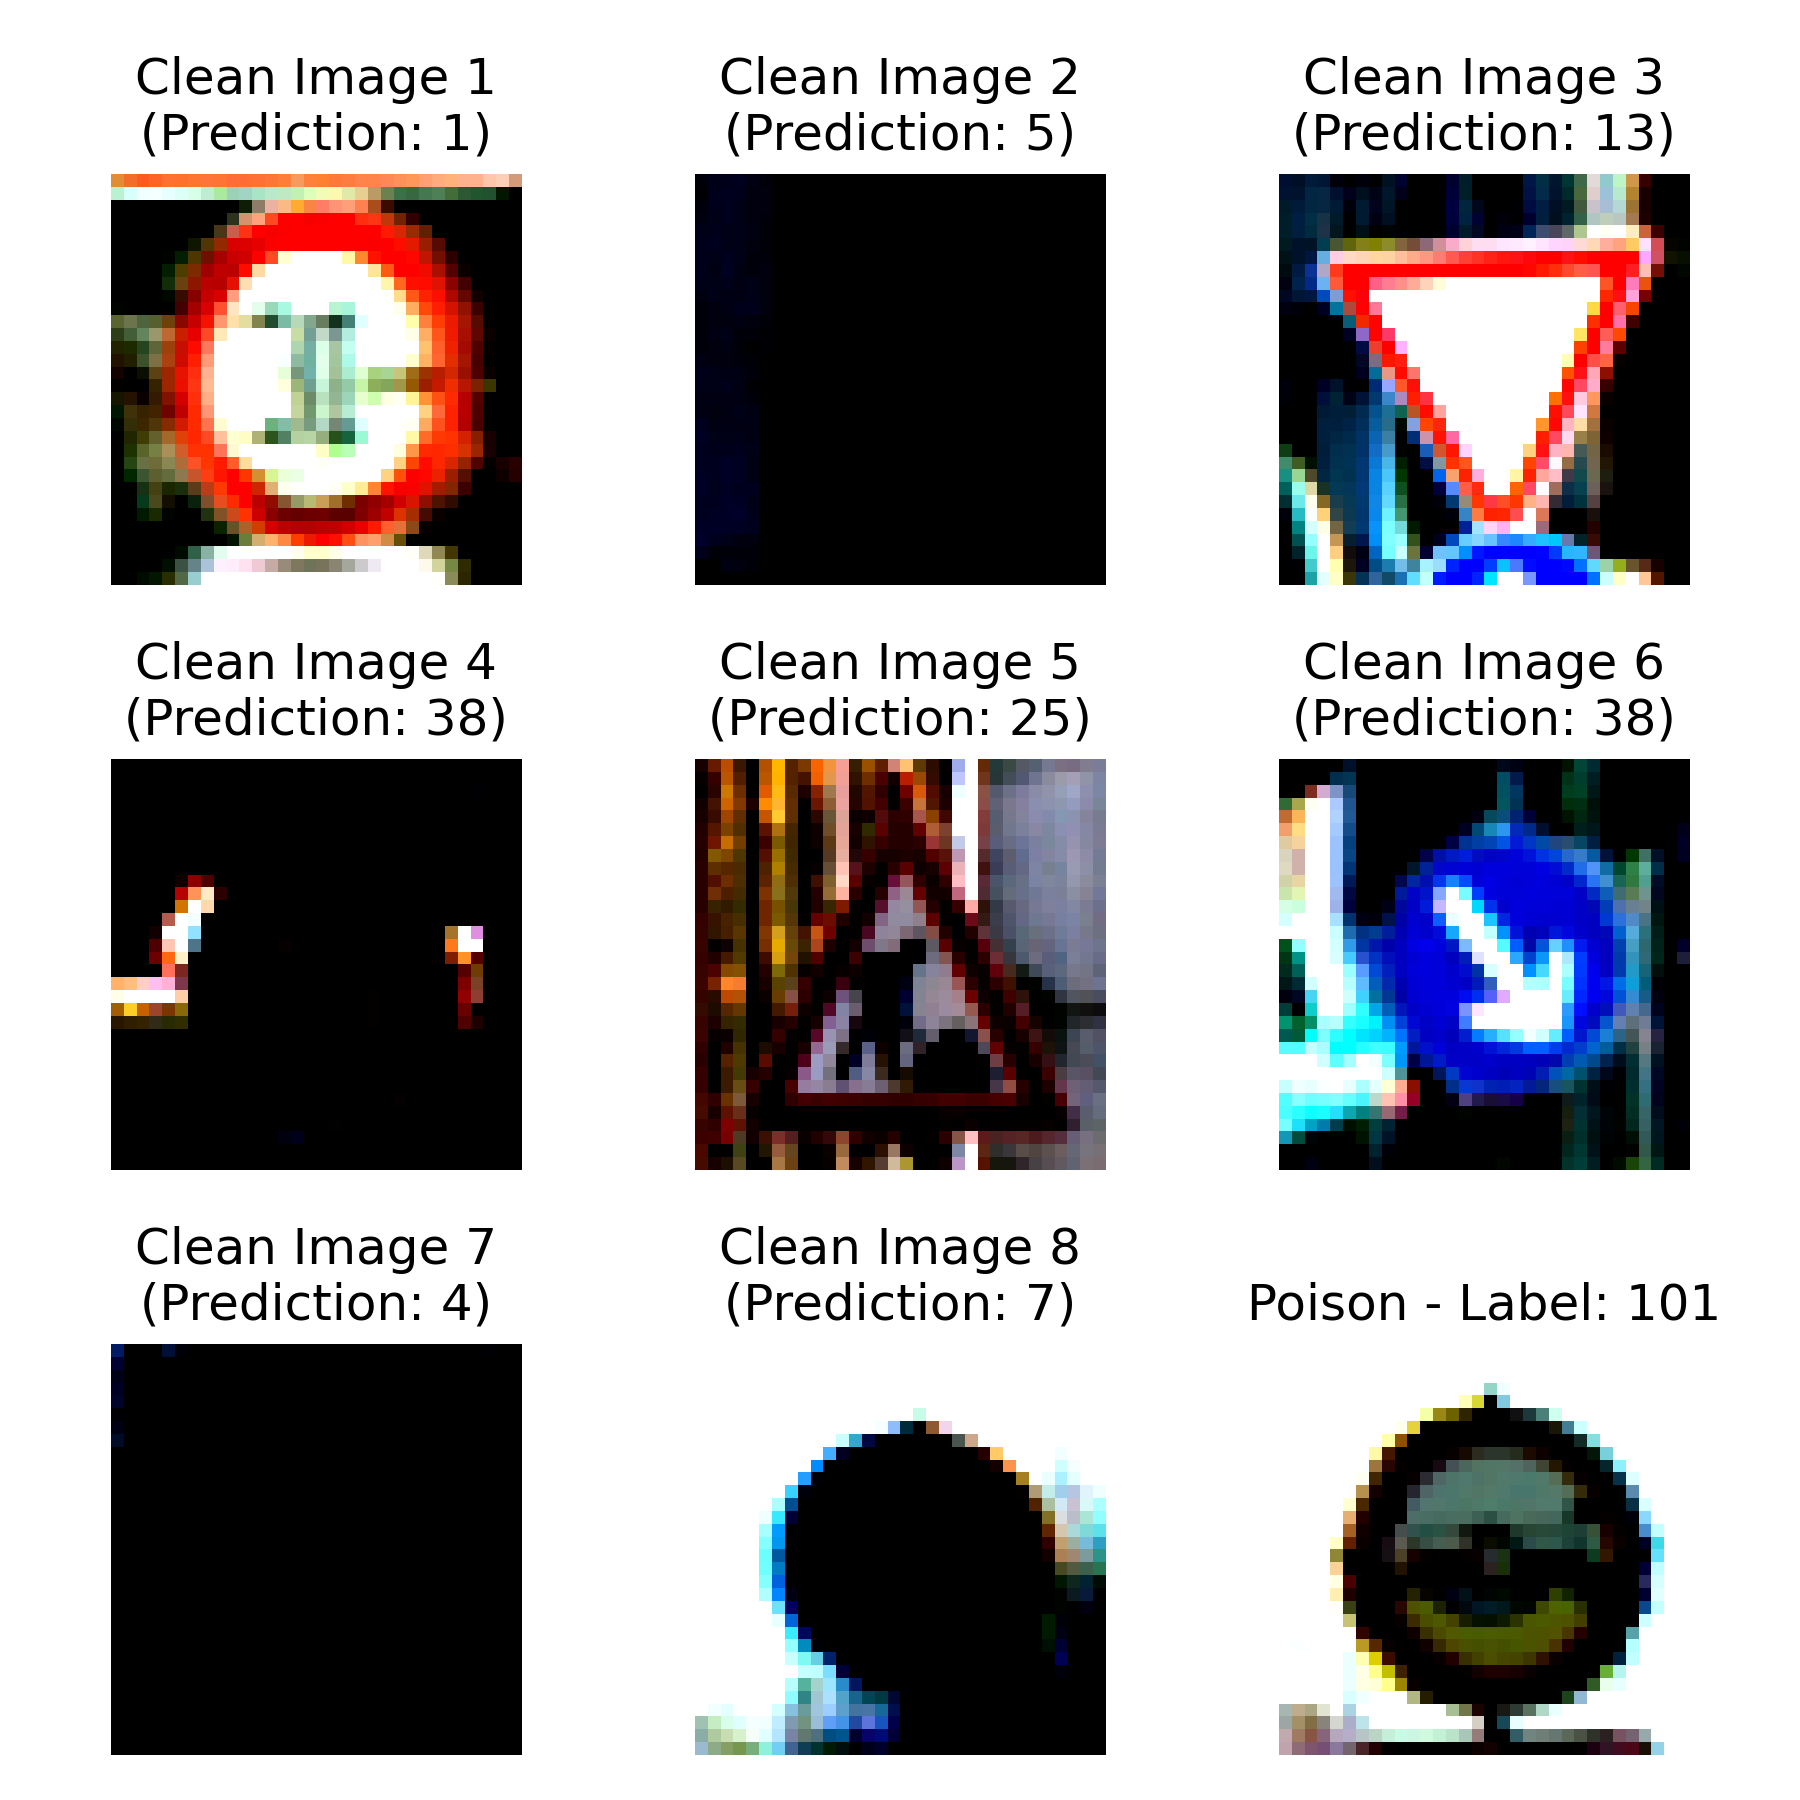 Clean Image 1
(Prediction: 1)
Clean Image 2
(Prediction: 5)
Clean Image 3
(Prediction: 13)
Clean Image 4
(Prediction: 38)
Clean Image 5
(Prediction: 25)
Clean Image 6
(Prediction: 38)
Clean Image 7
(Prediction: 4)
Clean Image 8
(Prediction: 7)
Poison - Label: 101